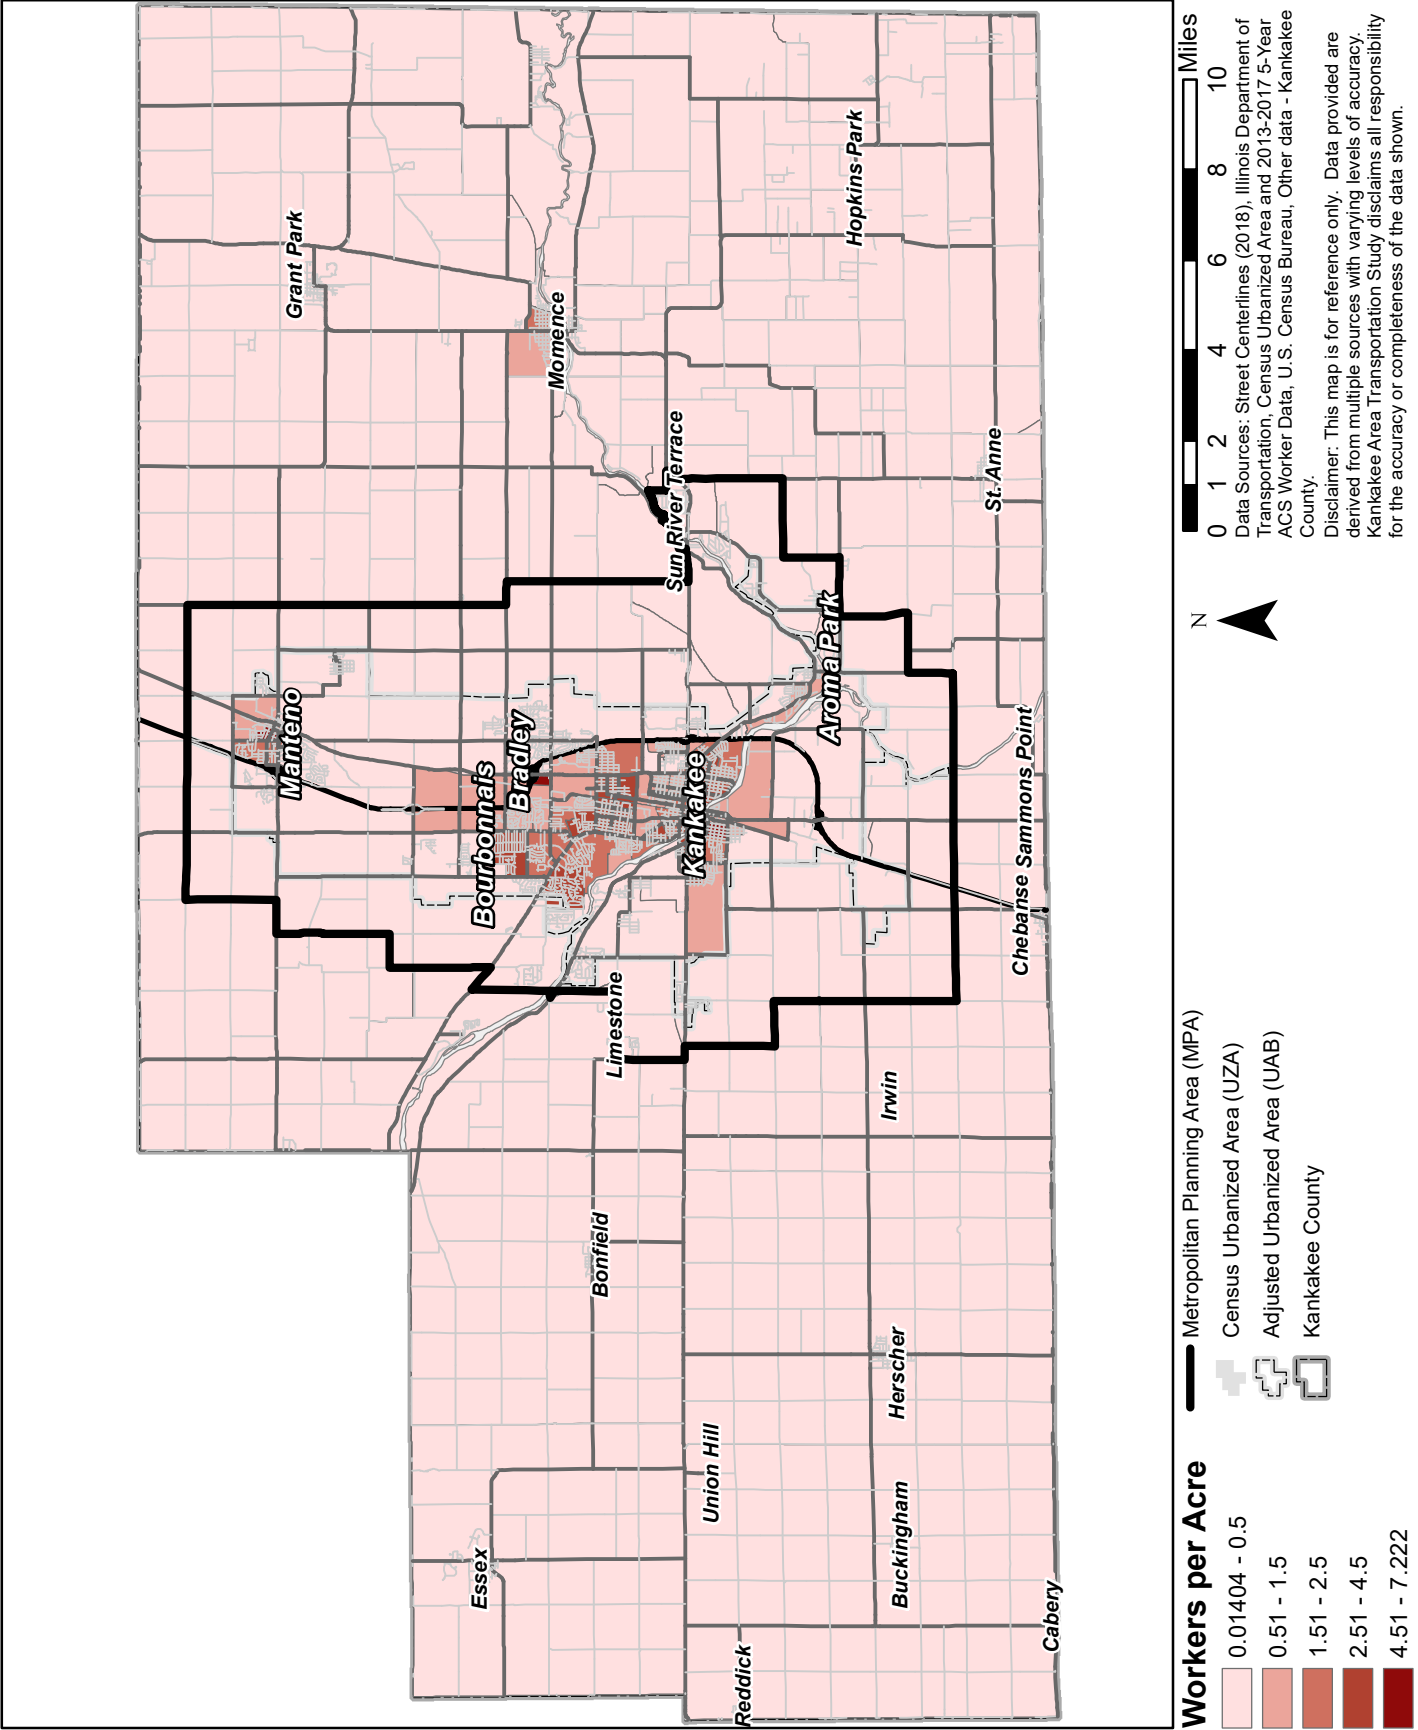 Grant Park
Momence
Hopkins Park
Sun River Terrace
St. Anne
Manteno
Bradley
Bourbonnais
Kankakee
Aroma Park
Chebanse Sammons Point
Limestone
Irwin
Bonfield
Herscher
Union Hill
Buckingham
Essex
Reddick
Cabery
Workers per Acre
0.01404 - 0.5
0.51 - 1.5
1.51 - 2.5
2.51 - 4.5
4.51 - 7.222
Metropolitan Planning Area (MPA)
Census Urbanized Area (UZA)
Adjusted Urbanized Area (UAB)
Kankakee County
N
0 1 2 4 6 8 10 Miles
Data Sources: Street Centerlines (2018), Illinois Department of
Transportation, Census Urbanized Area and 2013-2017 5-Year
ACS Worker Data, U.S. Census Bureau, Other data - Kankakee
County.
Disclaimer: This map is for reference only. Data provided are
derived from multiple sources with varying levels of accuracy.
Kankakee Area Transportation Study disclaims all responsibility
for the accuracy or completeness of the data shown.